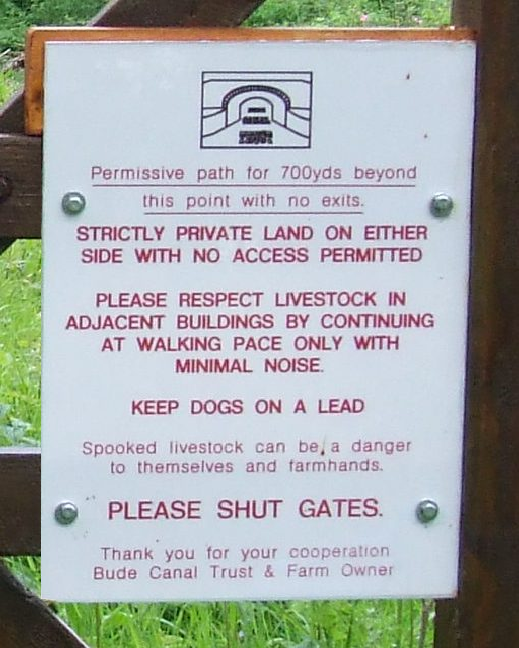 Permissive path for 700yds beyond
this point with no exits.
STRICTLY PRIVATE LAND ON EITHER
SIDE WITH NO ACCESS PERMITTED
PLEASE RESPECT LIVESTOCK IN
ADJACENT BUILDINGS BY CONTINUING
AT WALKING PACE ONLY WITH
MINIMAL NOISE.
KEEP DOGS ON A LEAD
Spooked livestock can be a danger
to themselves and farmhands.
PLEASE SHUT GATES.
Thank you for your cooperation
Bude Canal Trust & Farm Owner